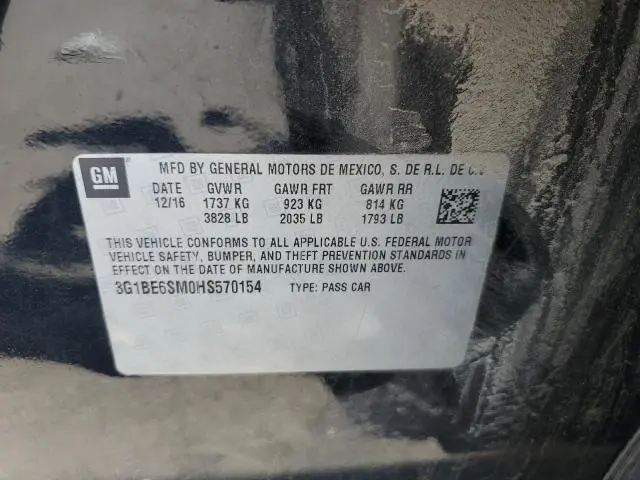 GM
MFD BY GENERAL MOTORS DE MEXICO, S. DE R.L. DE C.V
DATE GVWR GAWR FRT GAWR RR
12/16 1737 KG 923 KG 814 KG
3828 LB 2035 LB 1793 LB
THIS VEHICLE CONFORMS TO ALL APPLICABLE U.S. FEDERAL MOTOR
VEHICLE SAFETY, BUMPER, AND THEFT PREVENTION STANDARDS IN
EFFECT ON THE DATE OF MANUFACTURE SHOWN ABOVE.
3G1BE6SM0HS570154 TYPE: PASS CAR